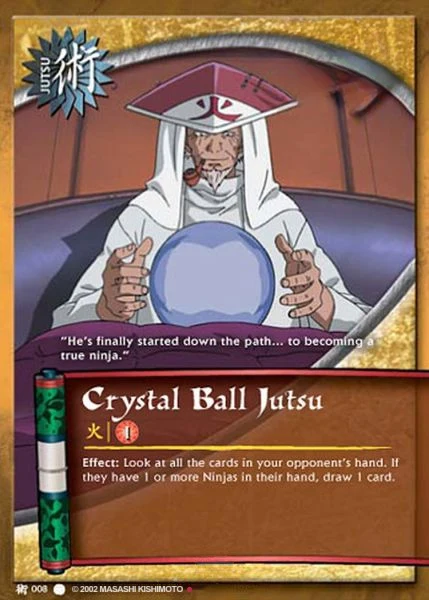 JUTSU
術
火
"He's finally started down the path... to becoming a
true ninja."
Crystal Ball Jutsu
火 | 1
Effect: Look at all the cards in your opponent's hand. If
they have 1 or more Ninjas in their hand, draw 1 card.
術 008 © 2002 MASASHI KISHIMOTO